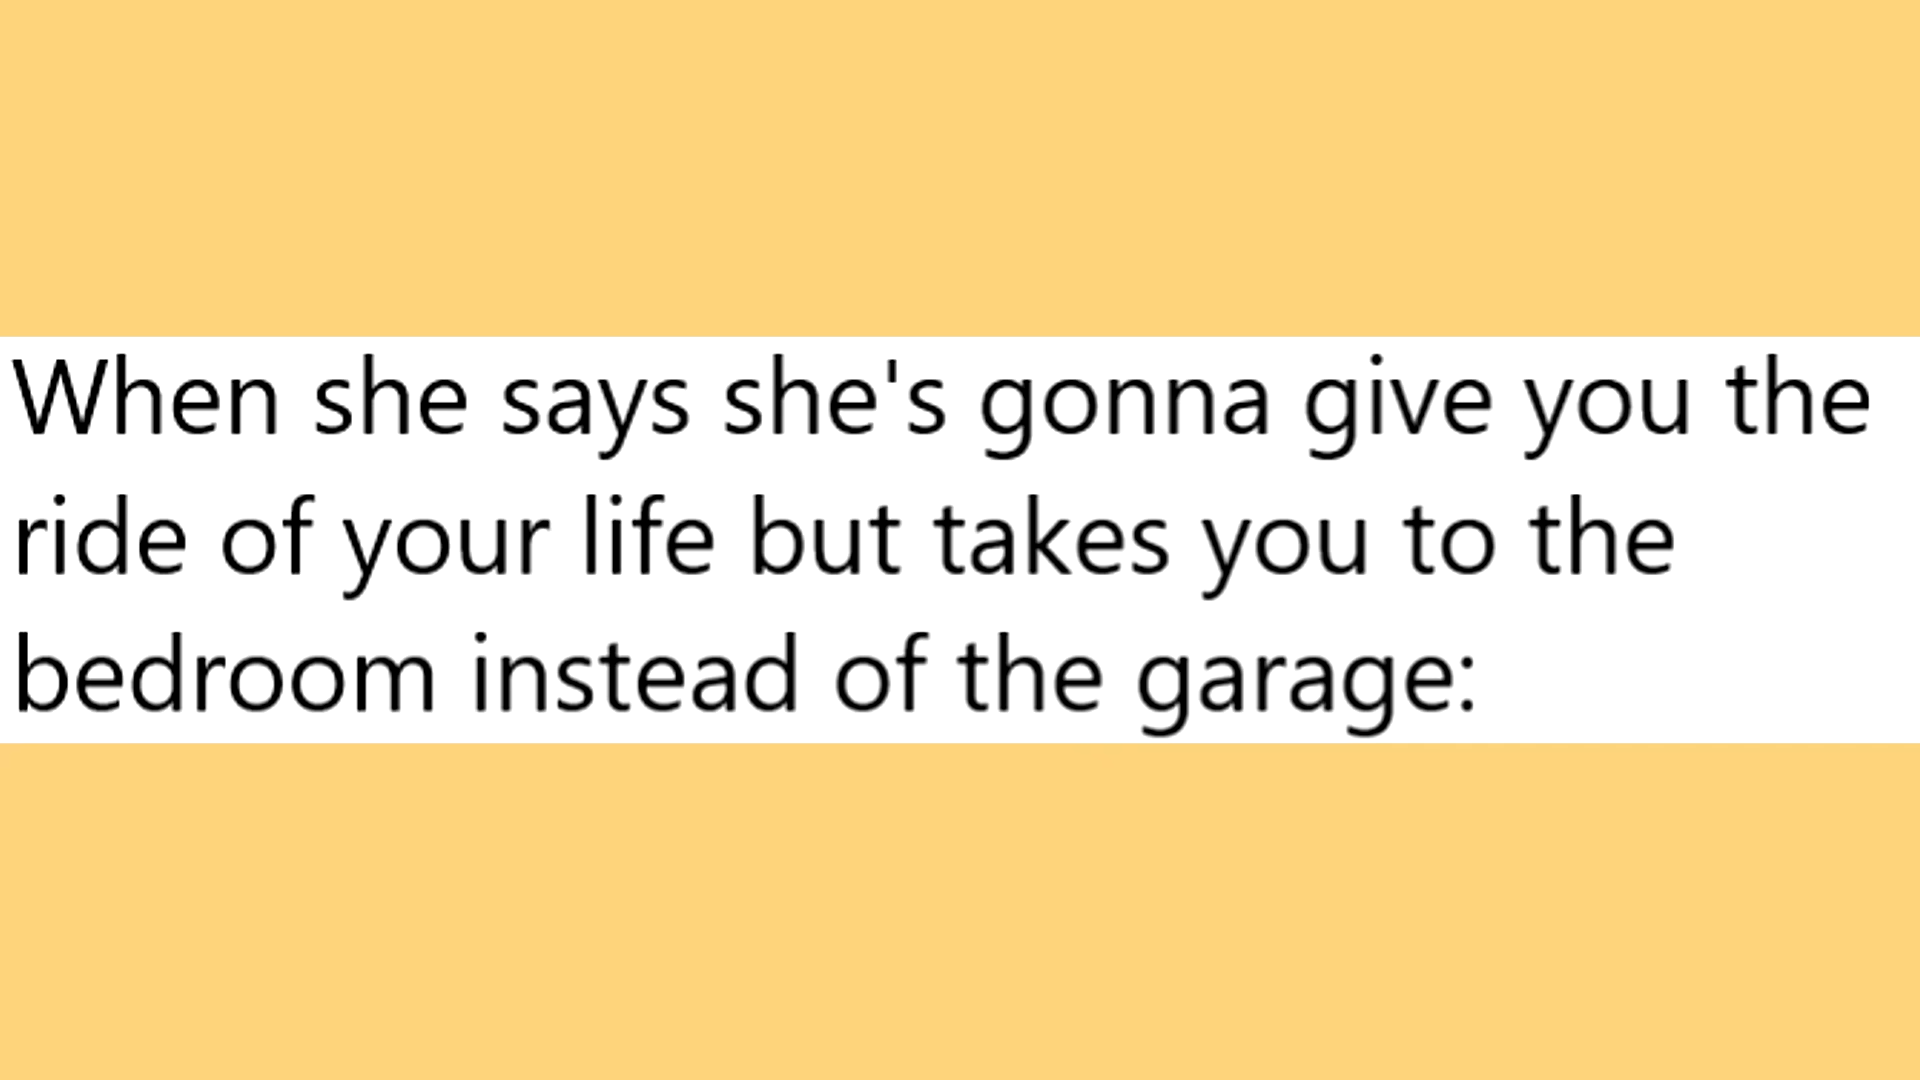 When she says she's gonna give you the
ride of your life but takes you to the
bedroom instead of the garage: